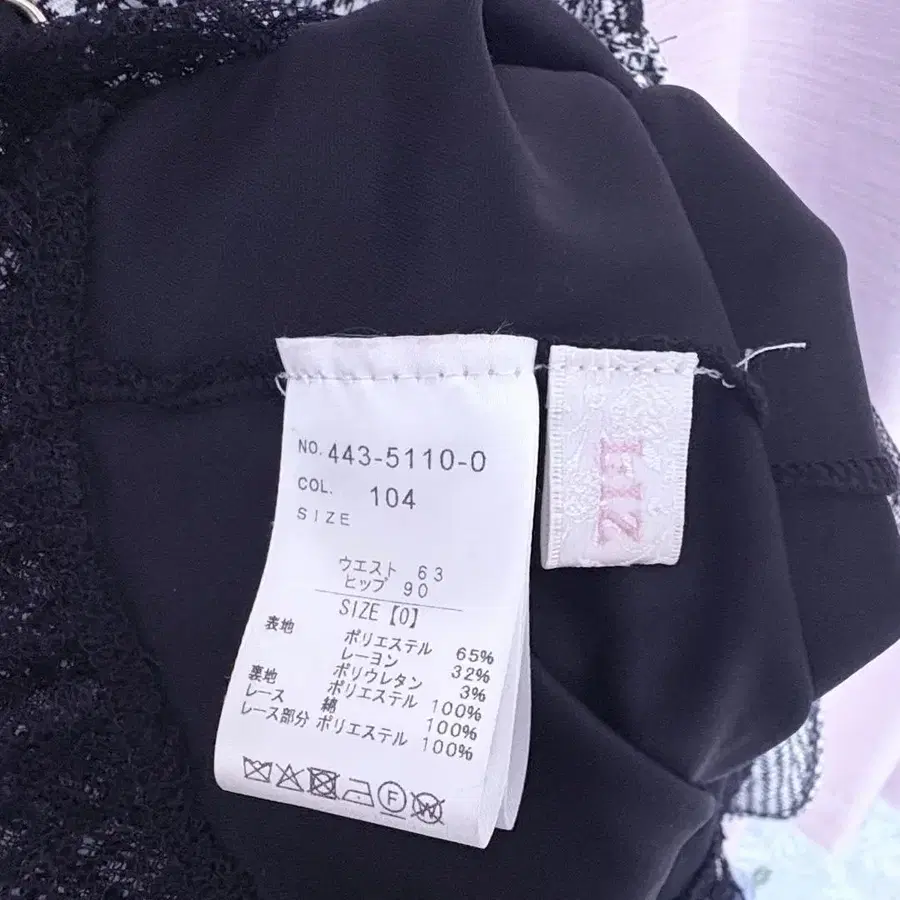 NO. 443-5110-0
COL. 104
SIZE
ウエスト 63
ヒップ 90
SIZE【0】
表地 ポリエステル 65%
レーヨン 32%
ポリウレタン 3%
裏地 ポリエステル 100%
レース 綿 100%
レース部分 ポリエステル 100%
F W